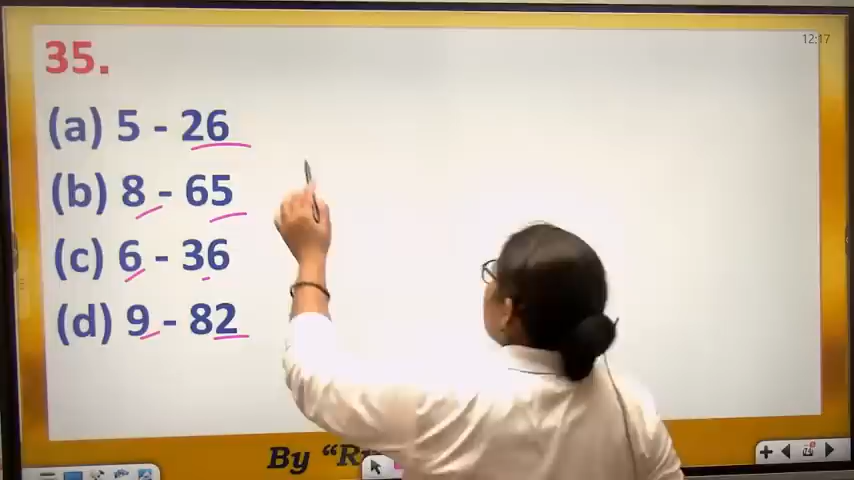 35.
12:17
(a) 5 - 26
(b) 8 - 65
(c) 6 - 36
(d) 9 - 82
By